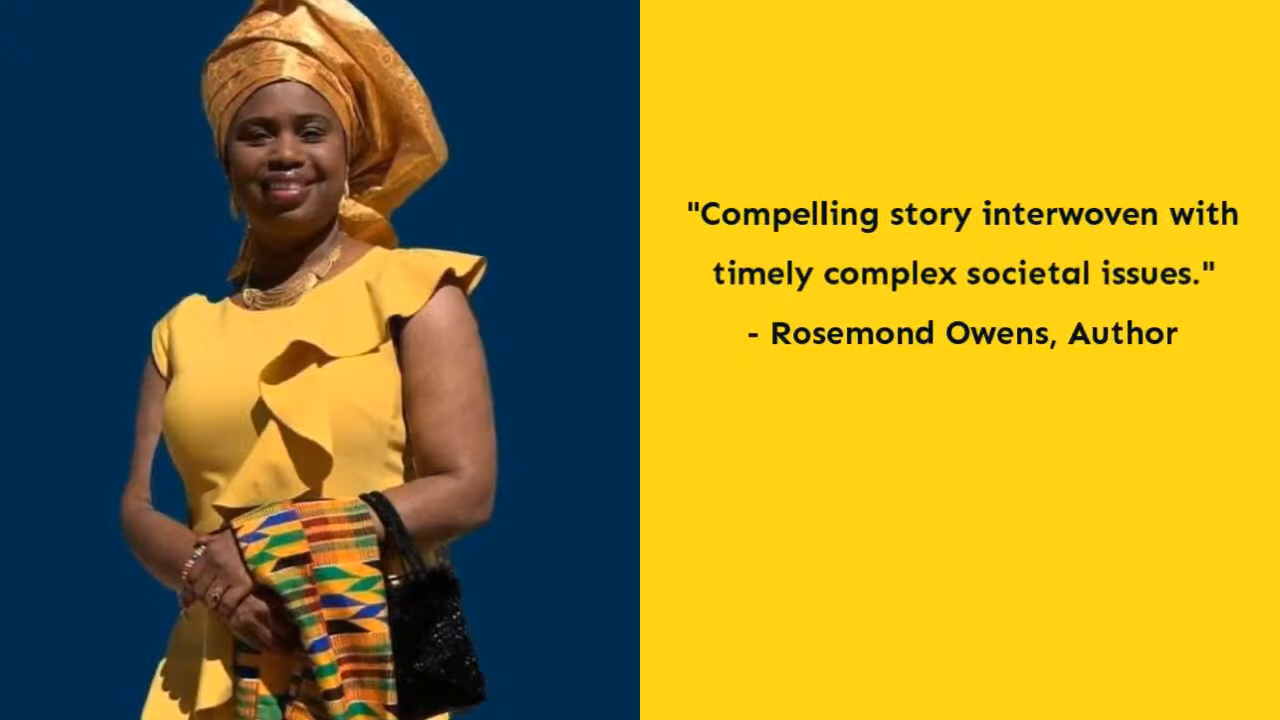 "Compelling story interwoven with
timely complex societal issues."
- Rosemond Owens, Author